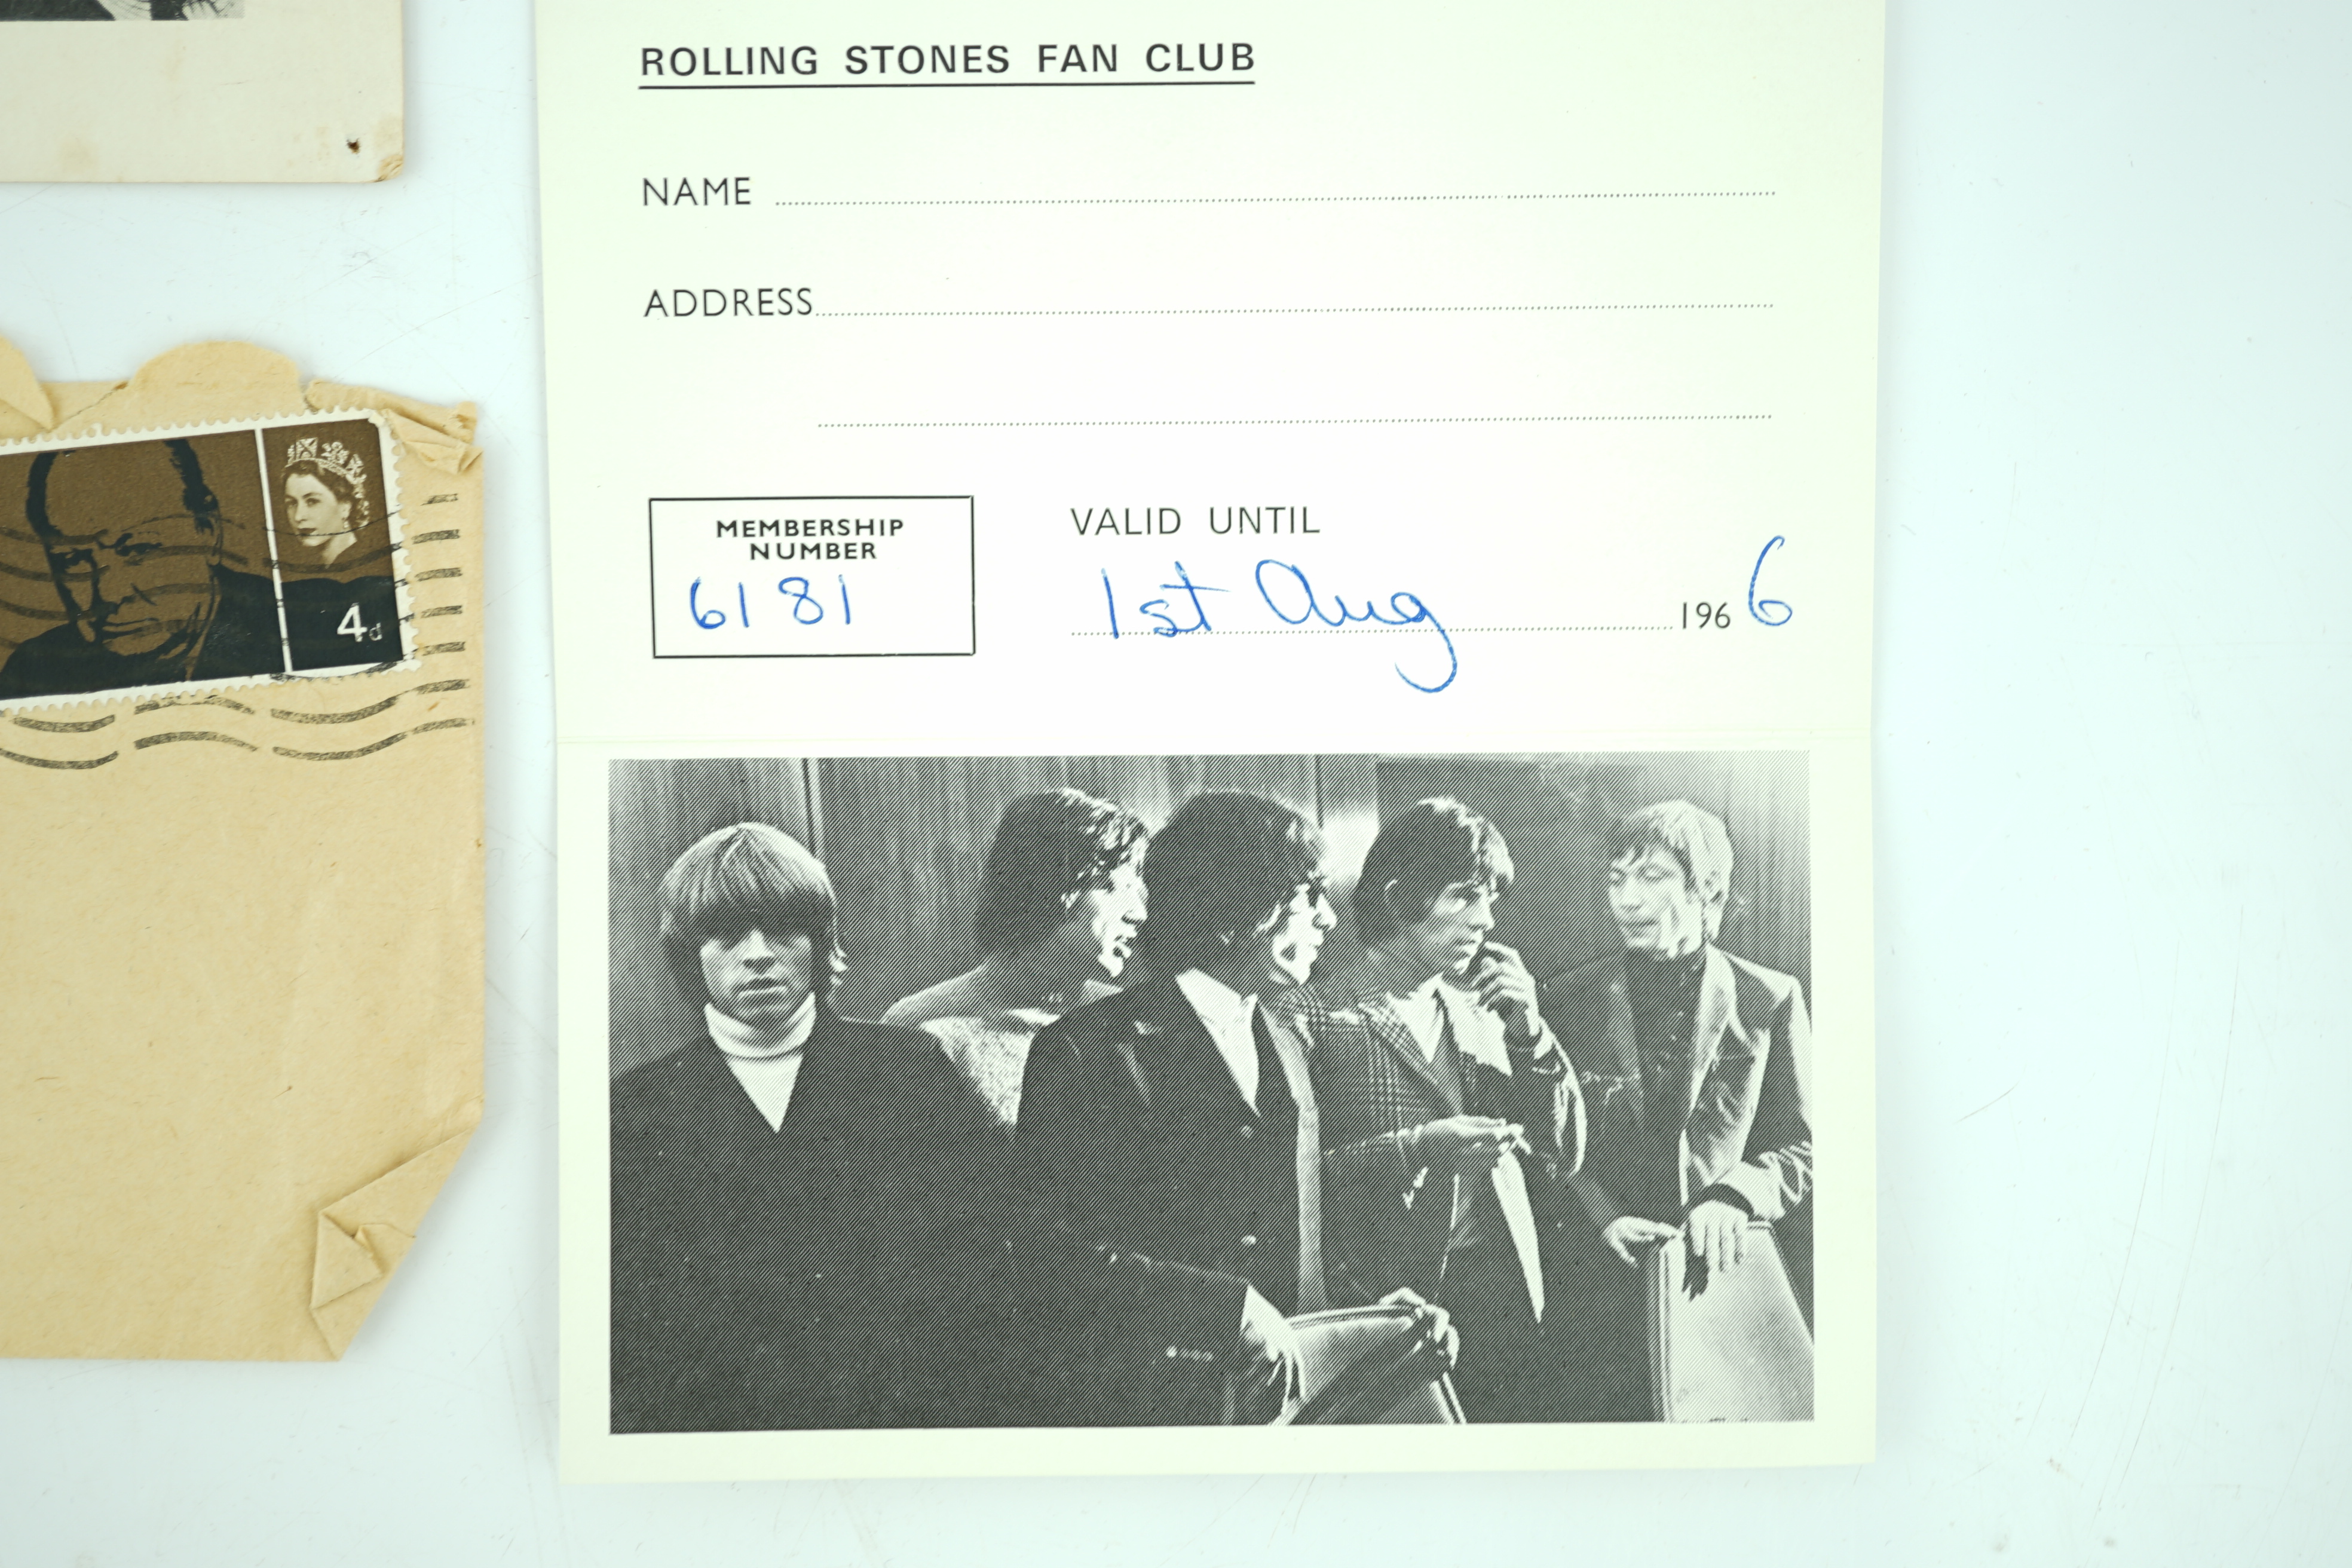 ROLLING STONES FAN CLUB
NAME
ADDRESS
MEMBERSHIP
NUMBER
6181
VALID UNTIL
1st Aug 1966
4d